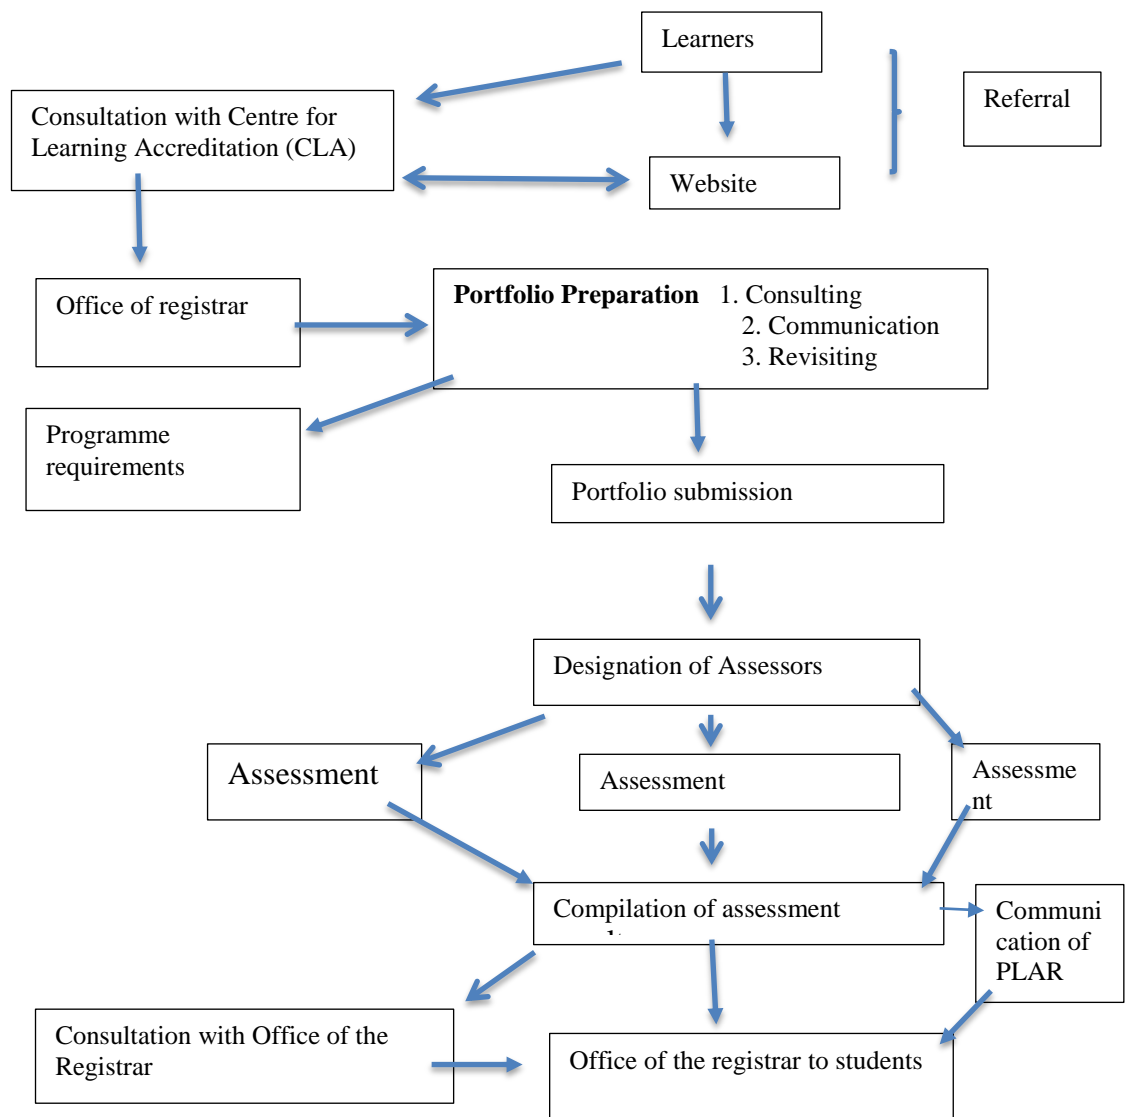 Learners
Referral
Consultation with Centre for
Learning Accreditation (CLA)
Website
Office of registrar
Portfolio Preparation 1. Consulting
2. Communication
3. Revisiting
Programme
requirements
Portfolio submission
Designation of Assessors
Assessment
Assessment
Assessme
nt
Compilation of assessment
Communi
cation of
PLAR
Consultation with Office of the
Registrar
Office of the registrar to students